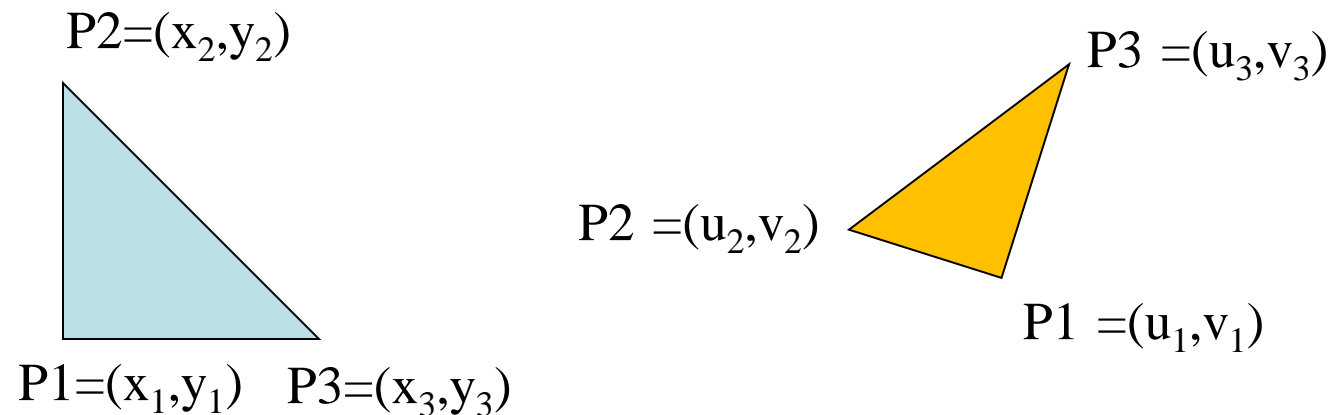 P2=(x₂,y₂)
P3 =(u₃,v₃)
P2 =(u₂,v₂)
P1 =(u₁,v₁)
P1=(x₁,y₁) P3=(x₃,y₃)